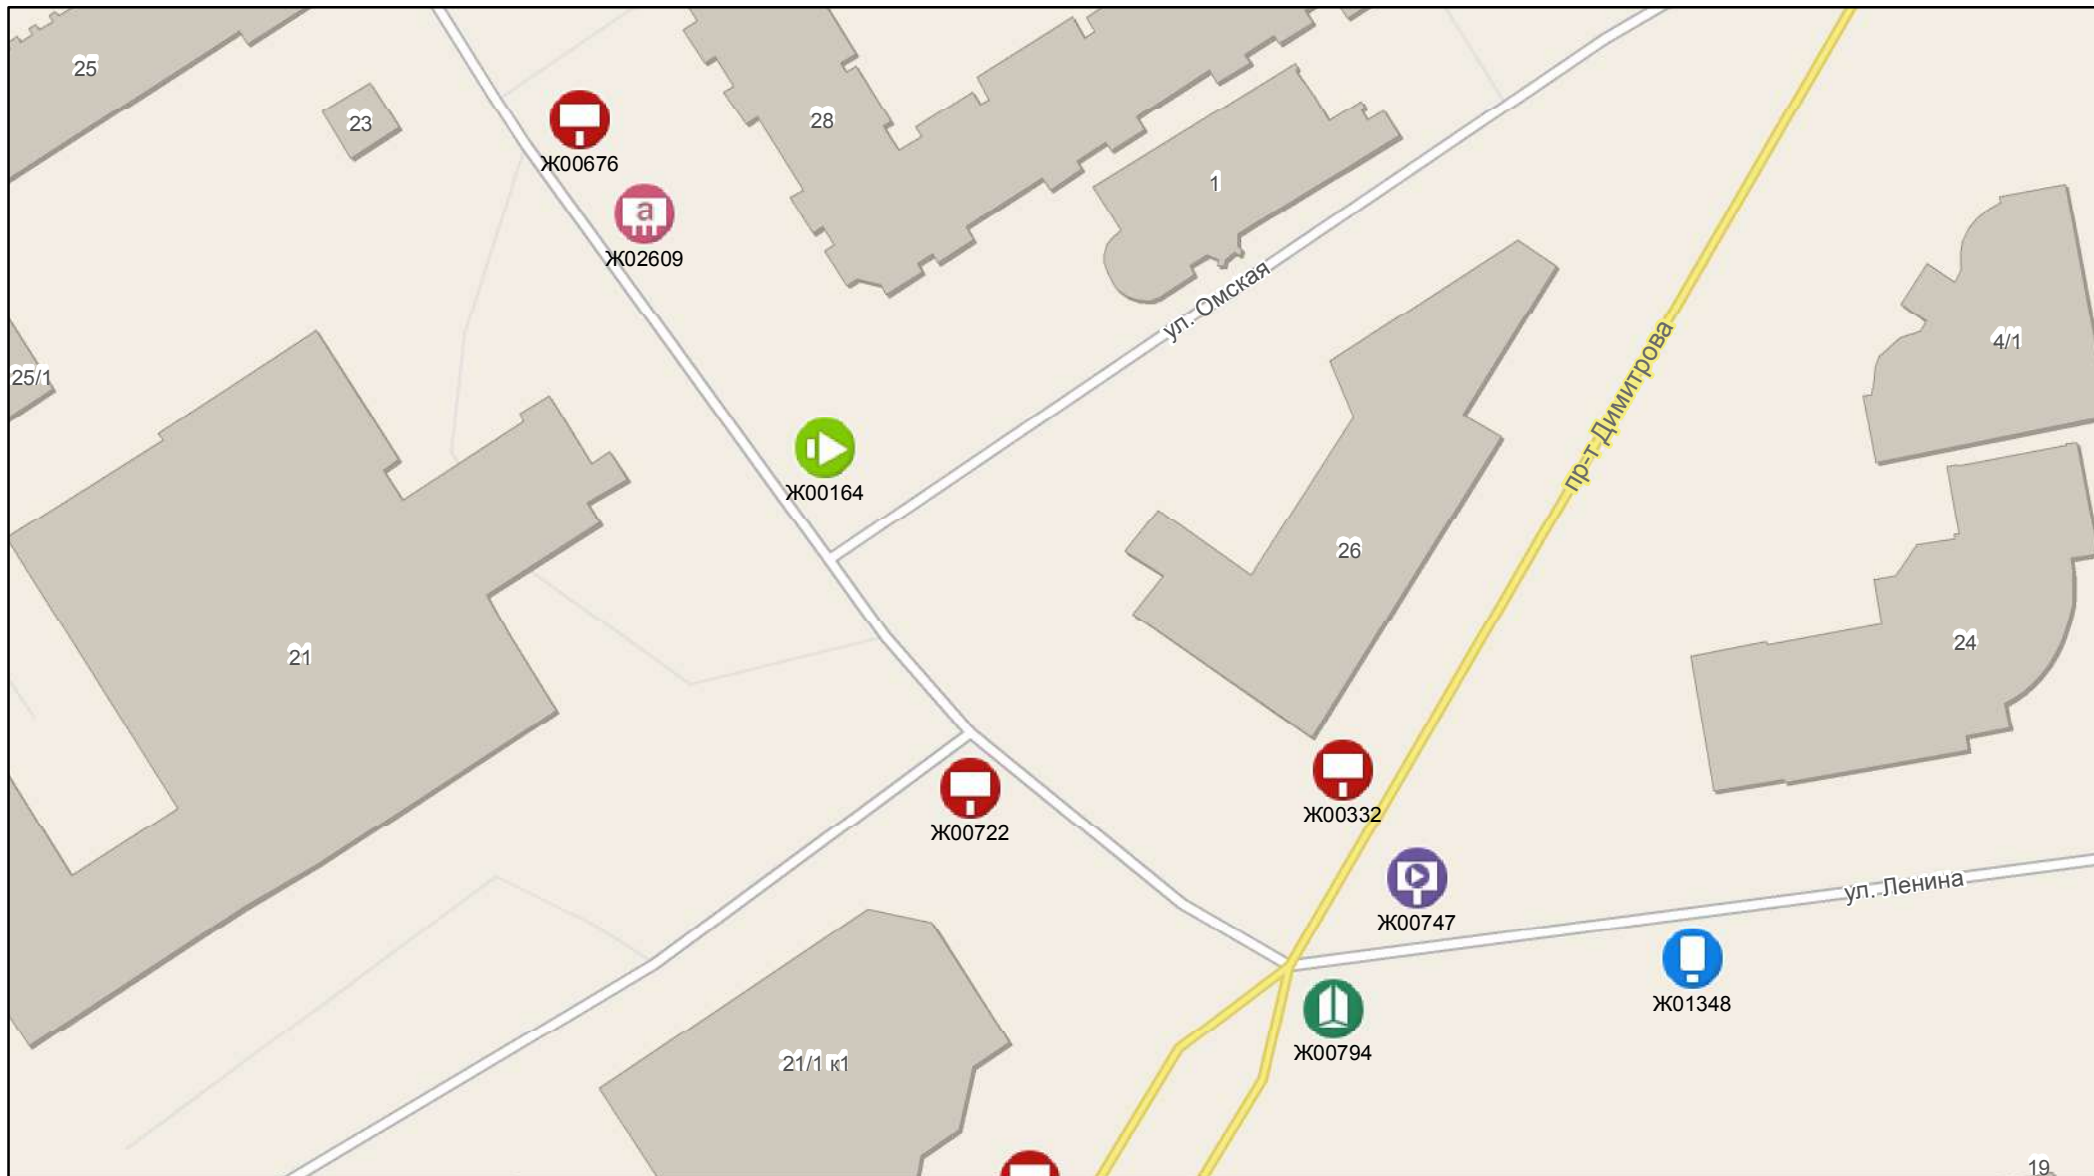 25
23
Ж00676
28
1
а
Ж02609
ул. Омская
25/1
пр-т Димитрова
4/1
Ж00164
26
21
24
Ж00722
Ж00332
Ж00747
ул. Ленина
Ж01348
Ж00794
21/1 к1
19